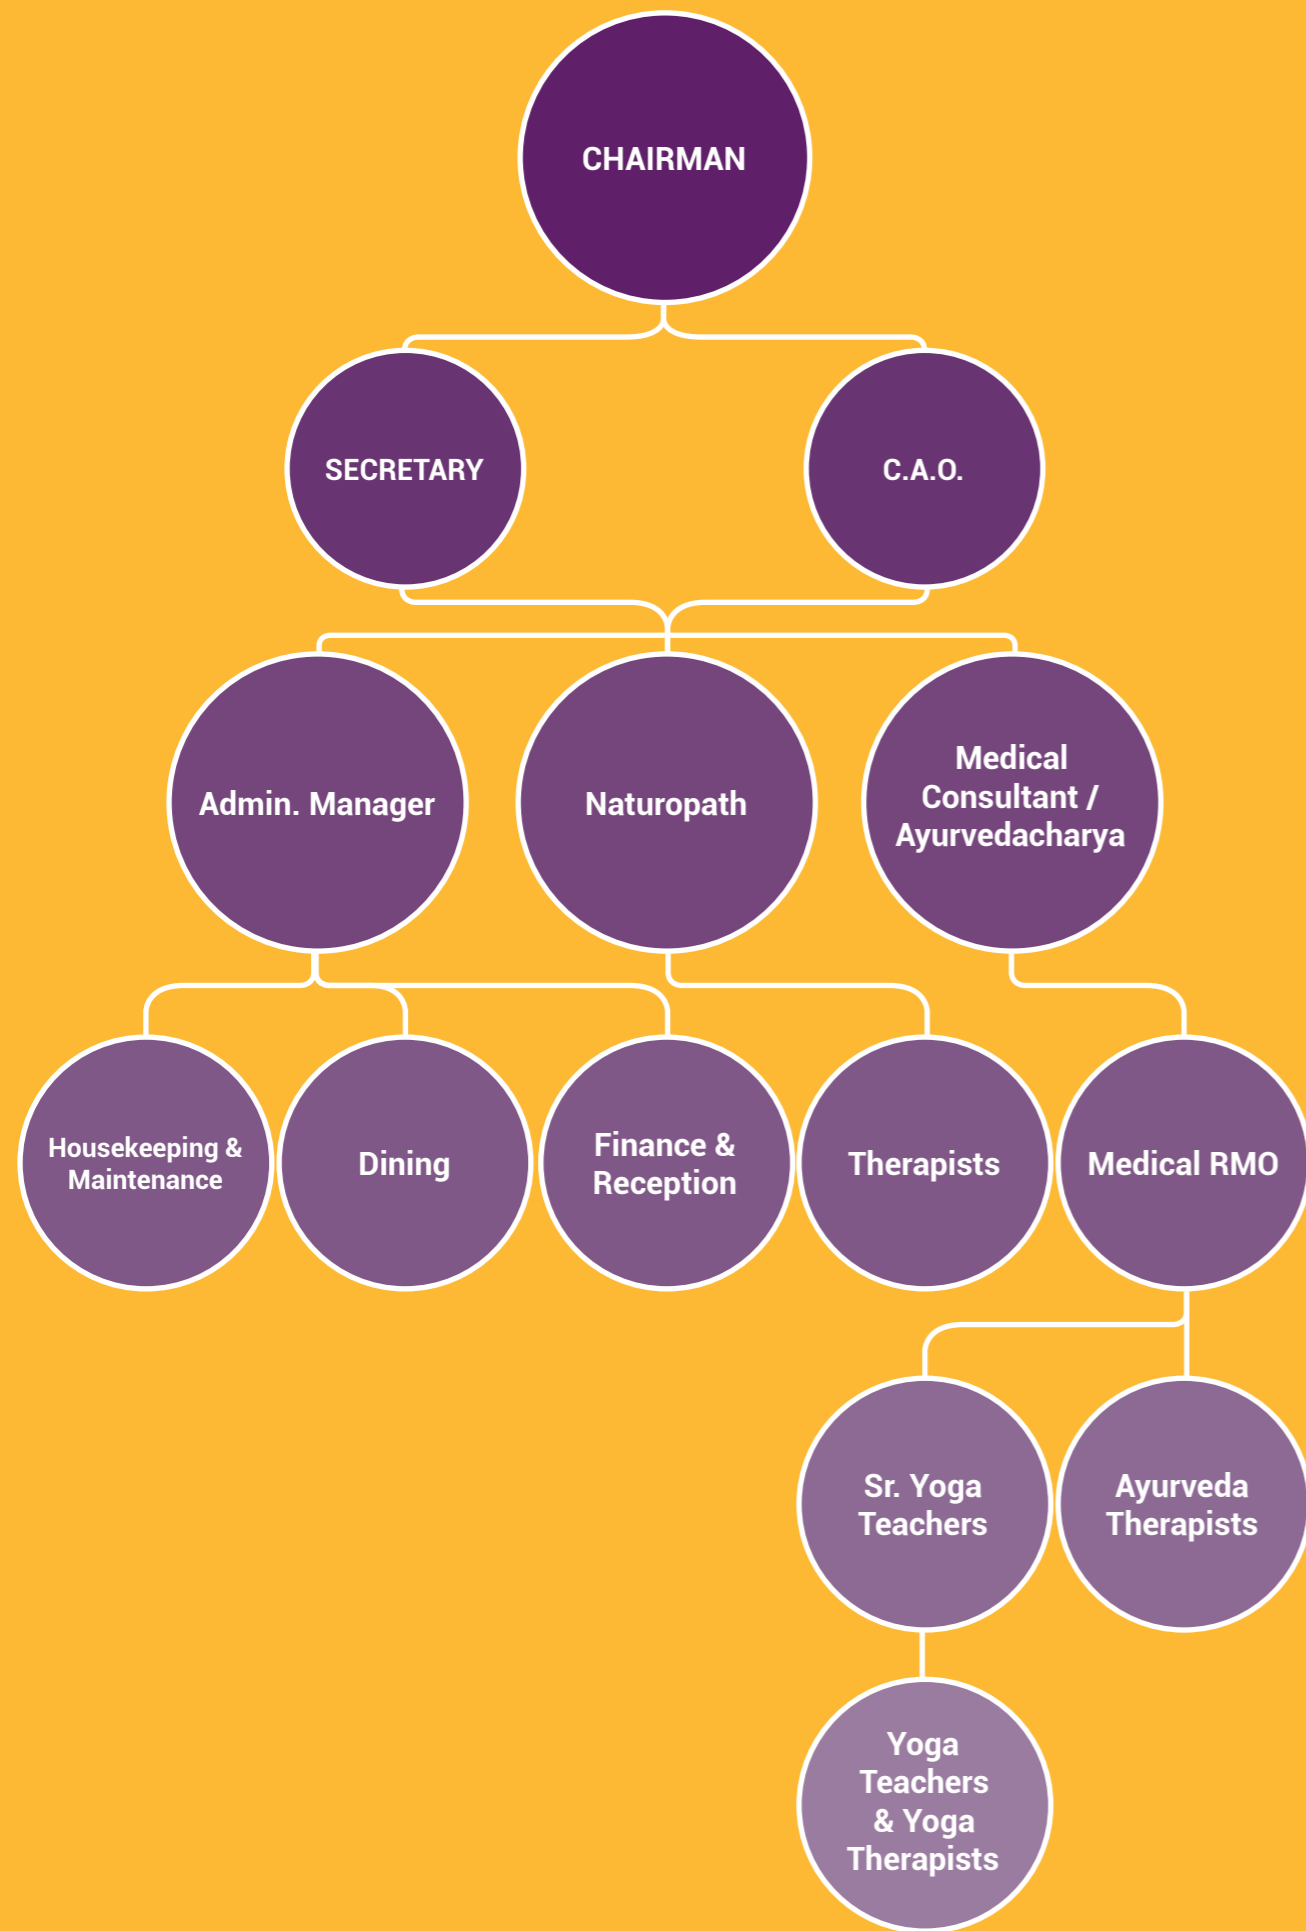 CHAIRMAN
SECRETARY
C.A.O.
Admin. Manager
Naturopath
Medical
Consultant /
Ayurvedacharya
Housekeeping &
Maintenance
Dining
Finance &
Reception
Therapists
Medical RMO
Sr. Yoga
Teachers
Ayurveda
Therapists
Yoga
Teachers
& Yoga
Therapists